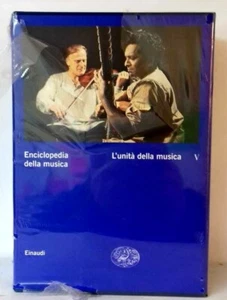 Enciclopedia
della musica
L'unità della musica
V
Einaudi